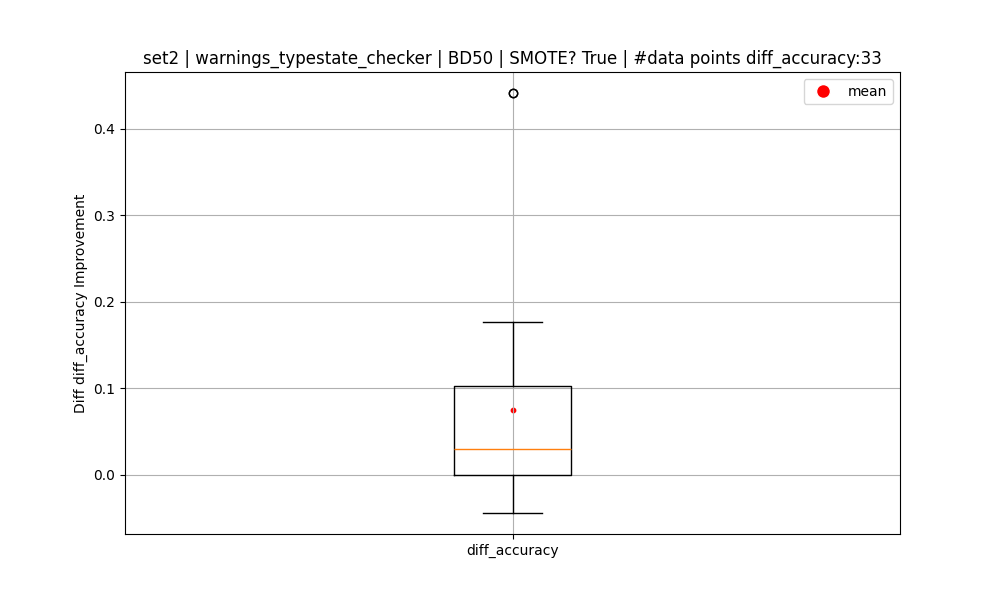 set2 | warnings_typestate_checker | BD50 | SMOTE? True | #data points diff_accuracy:33
mean
0.4
0.3
0.2
0.1
0.0
Diff diff_accuracy Improvement
diff_accuracy